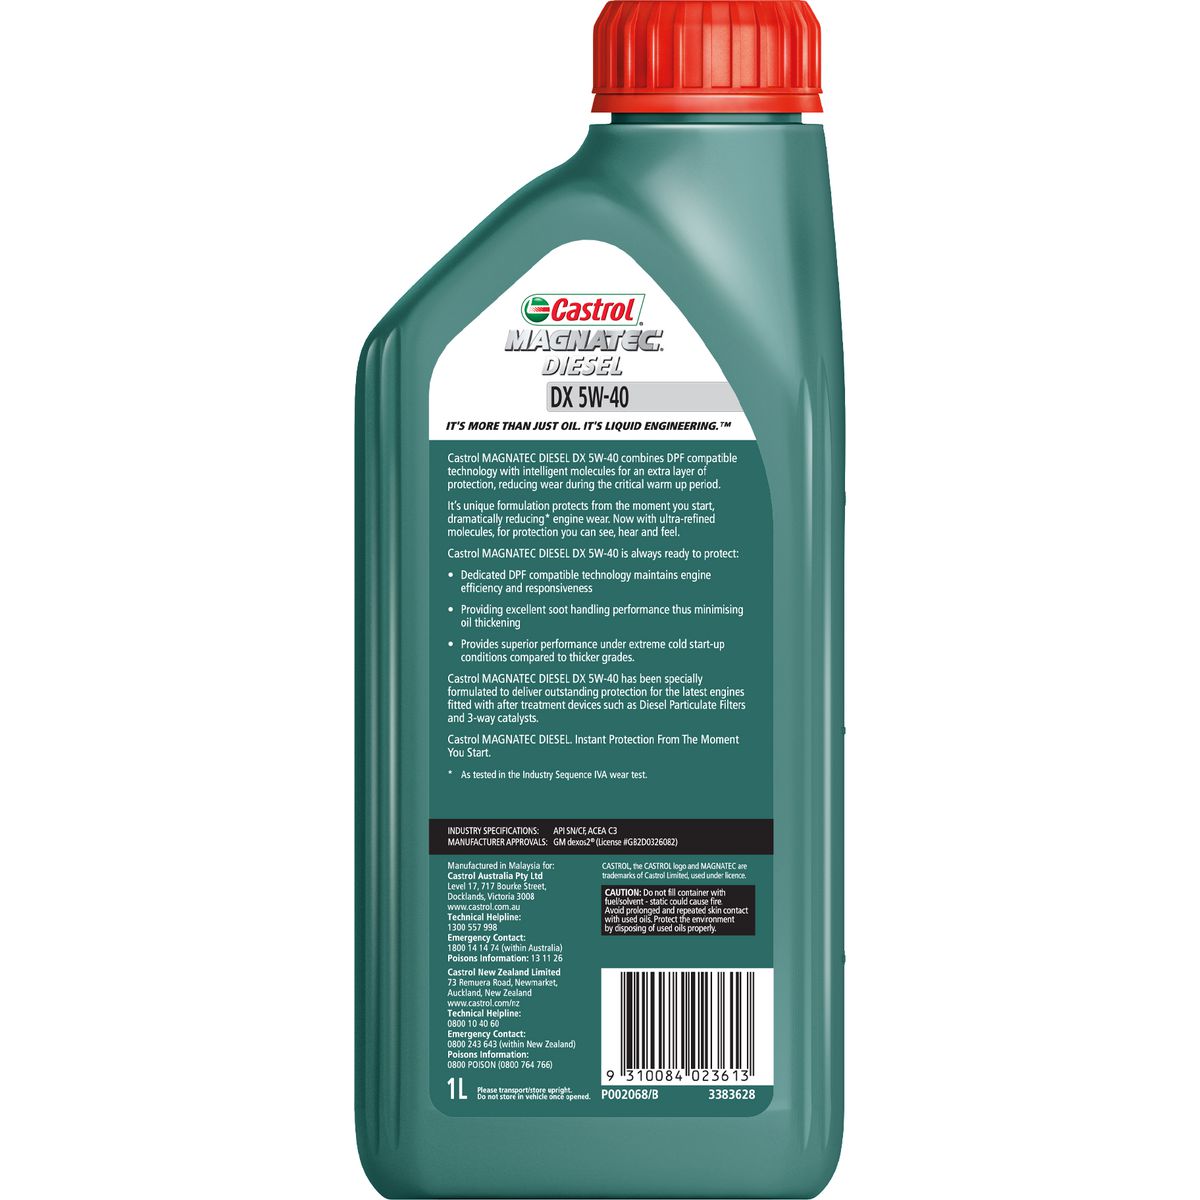 Castrol®
MAGNATEC®
DIESEL
DX 5W-40
IT'S MORE THAN JUST OIL. IT'S LIQUID ENGINEERING.™
Castrol MAGNATEC DIESEL DX 5W-40 combines DPF compatible
technology with intelligent molecules for an extra layer of
protection, reducing wear during the critical warm up period.
It's unique formulation protects from the moment you start,
dramatically reducing* engine wear. Now with ultra-refined
molecules, for protection you can see, hear and feel.
Castrol MAGNATEC DIESEL DX 5W-40 is always ready to protect:
• Dedicated DPF compatible technology maintains engine
efficiency and responsiveness
• Providing excellent soot handling performance thus minimising
oil thickening
• Provides superior performance under extreme cold start-up
conditions compared to thicker grades.
Castrol MAGNATEC DIESEL DX 5W-40 has been specially
formulated to deliver outstanding protection for the latest engines
fitted with after treatment devices such as Diesel Particulate Filters
and 3-way catalysts.
Castrol MAGNATEC DIESEL. Instant Protection From The Moment
You Start.
* As tested in the Industry Sequence IVA wear test.
INDUSTRY SPECIFICATIONS: API SN/CF, ACEA C3
MANUFACTURER APPROVALS: GM dexos2® (License #GB2D0326082)
Manufactured in Malaysia for:
Castrol Australia Pty Ltd
Level 17, 717 Bourke Street,
Docklands, Victoria 3008
www.castrol.com.au
Technical Helpline:
1300 557 998
Emergency Contact:
1800 14 14 74 (within Australia)
Poisons Information: 13 11 26
Castrol New Zealand Limited
73 Remuera Road, Newmarket,
Auckland, New Zealand
www.castrol.com/nz
Technical Helpline:
0800 10 40 60
Emergency Contact:
0800 243 643 (within New Zealand)
Poisons Information:
0800 POISON (0800 764 766)
1L
Please transport/store upright.
Do not store in vehicle once opened.
CASTROL, the CASTROL logo and MAGNATEC are
trademarks of Castrol Limited, used under licence.
CAUTION: Do not fill container with
fuel/solvent - static could cause fire.
Avoid prolonged and repeated skin contact
with used oils. Protect the environment
by disposing of used oils properly.
9 310084 023613
P002068/B 3383628